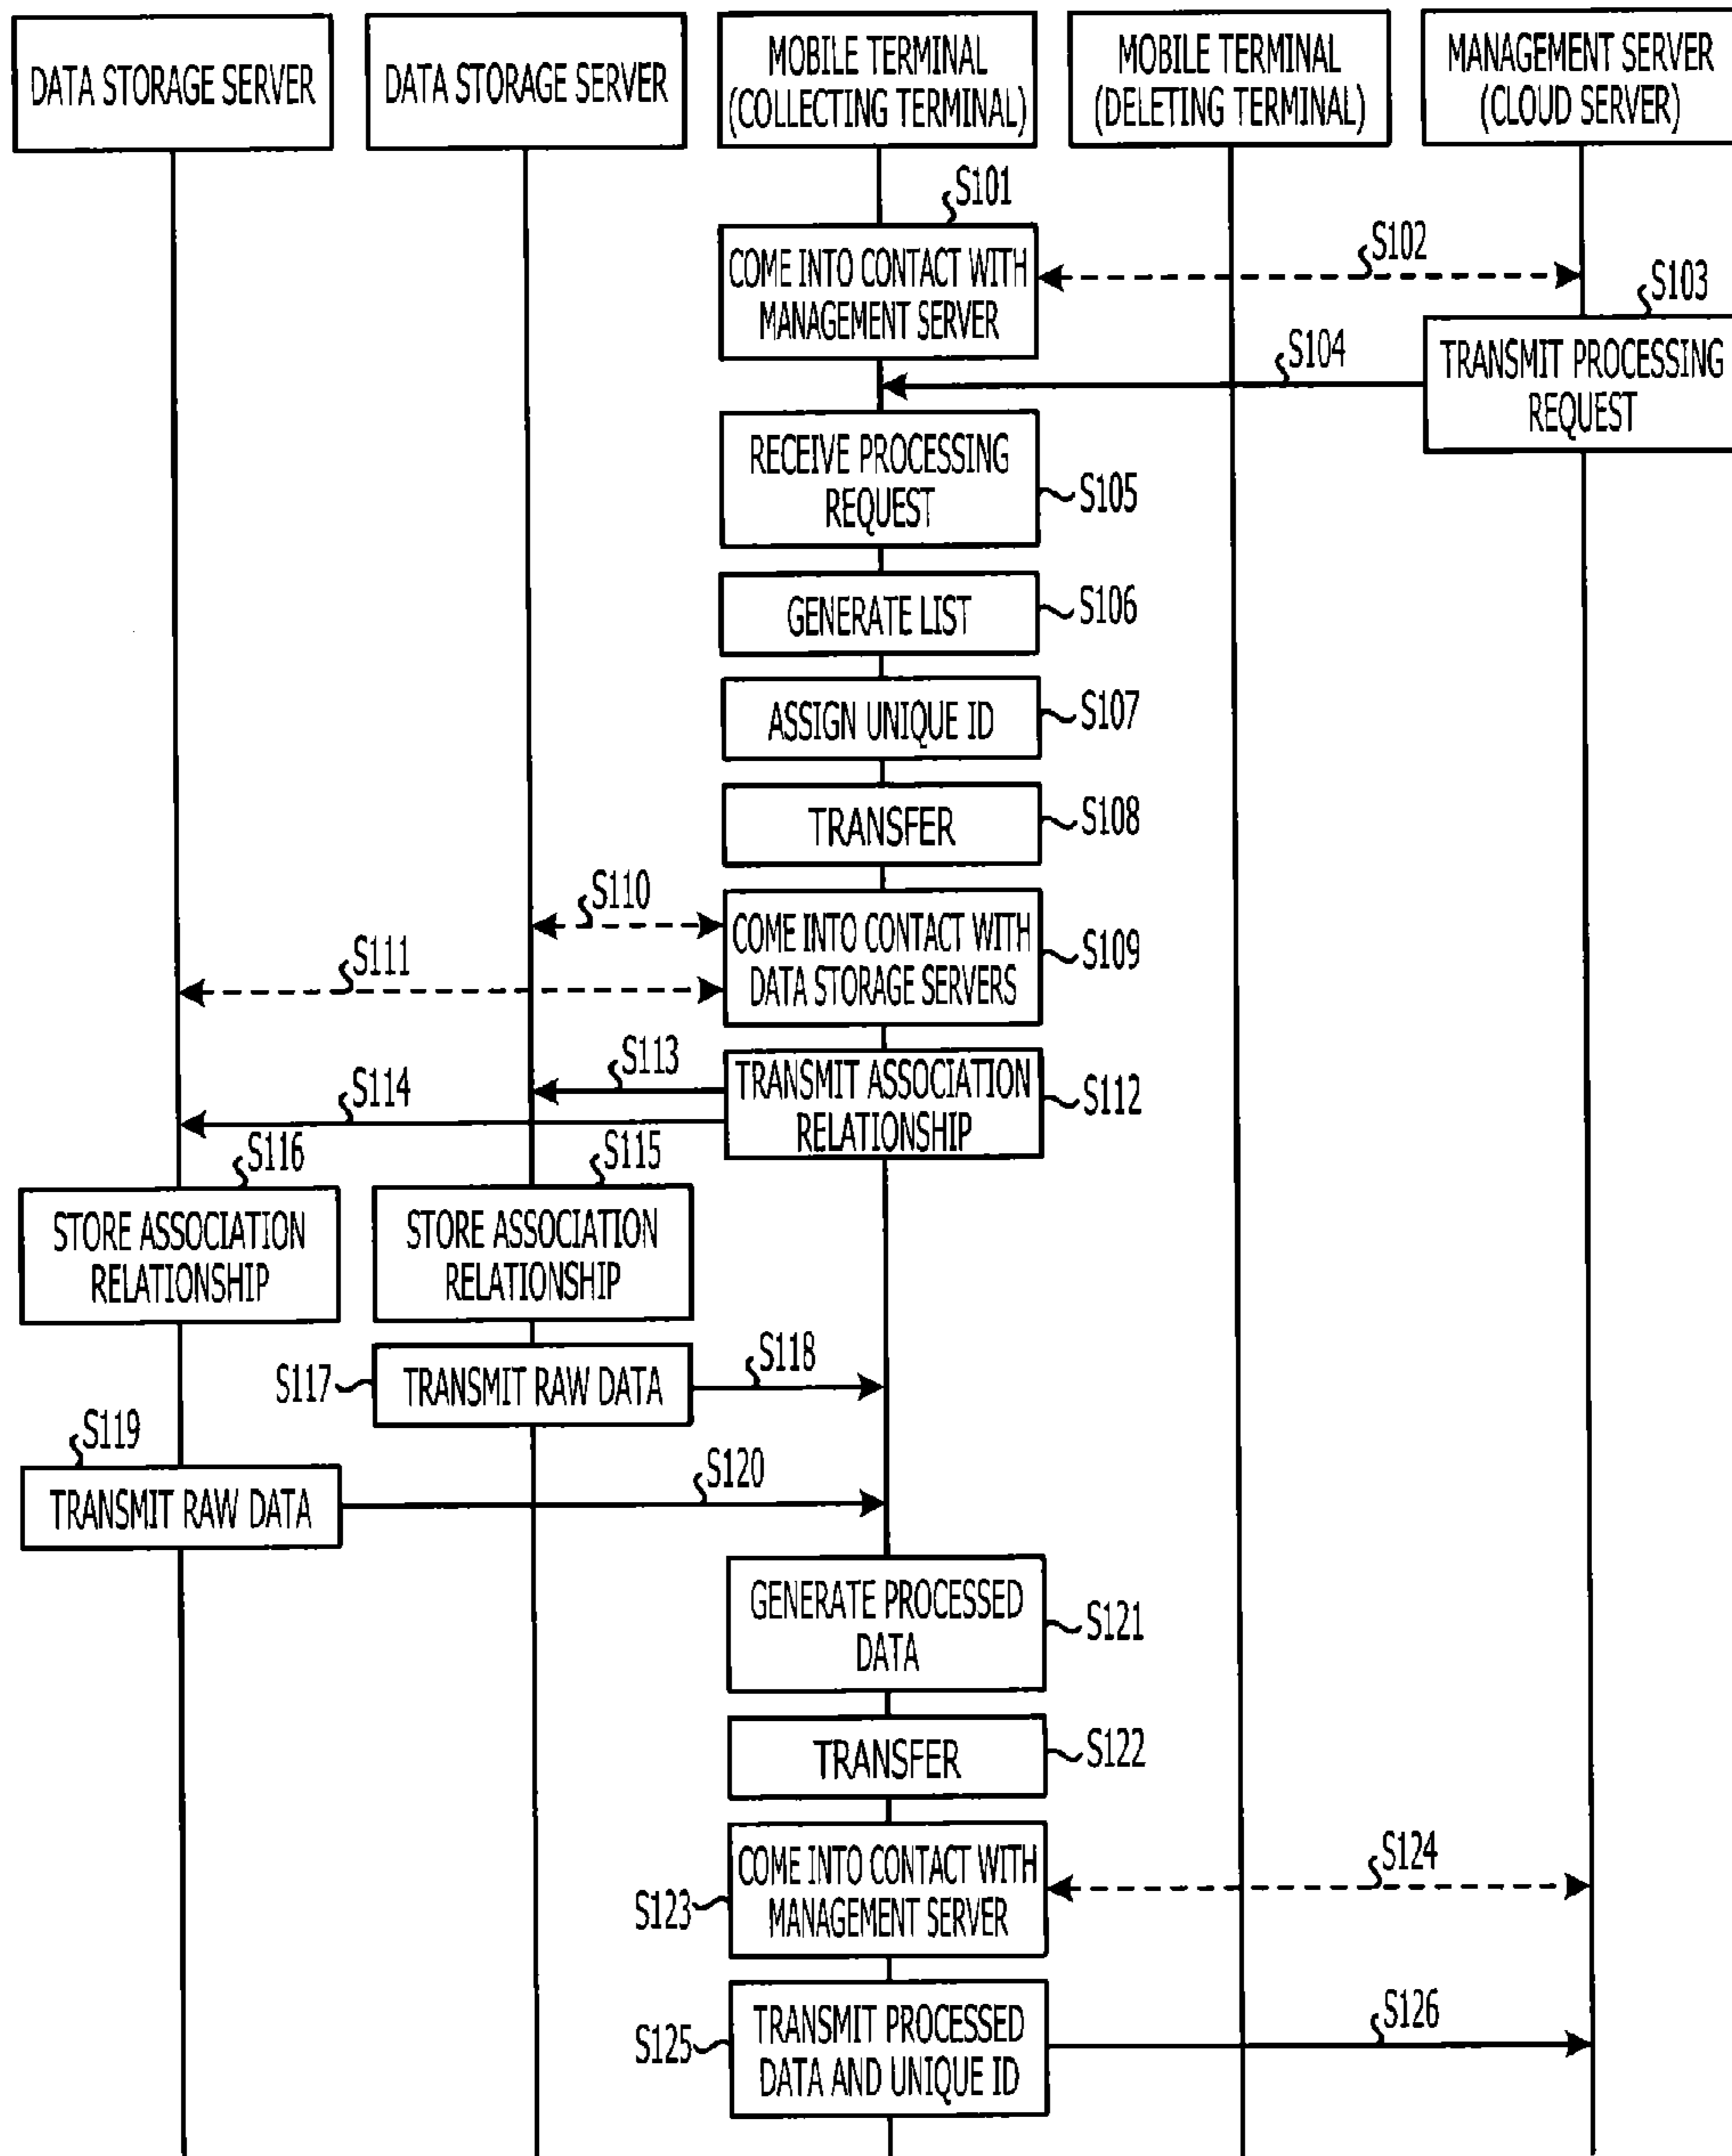 DATA STORAGE SERVER
DATA STORAGE SERVER
MOBILE TERMINAL
(COLLECTING TERMINAL)
MOBILE TERMINAL
(DELETING TERMINAL)
MANAGEMENT SERVER
(CLOUD SERVER)
S101
COME INTO CONTACT WITH
MANAGEMENT SERVER
S102
S103
TRANSMIT PROCESSING
REQUEST
S104
RECEIVE PROCESSING
REQUEST
S105
GENERATE LIST
S106
ASSIGN UNIQUE ID
S107
TRANSFER
S108
S110
COME INTO CONTACT WITH
DATA STORAGE SERVERS
S109
S111
S113
TRANSMIT ASSOCIATION
RELATIONSHIP
S112
S114
S116
S115
STORE ASSOCIATION
RELATIONSHIP
STORE ASSOCIATION
RELATIONSHIP
S117
TRANSMIT RAW DATA
S118
S119
TRANSMIT RAW DATA
S120
GENERATE PROCESSED
DATA
S121
TRANSFER
S122
S123
COME INTO CONTACT WITH
MANAGEMENT SERVER
S124
S125
TRANSMIT PROCESSED
DATA AND UNIQUE ID
S126